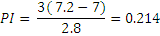 PI = 3(7.2 − 7) / 2.8 = 0.214